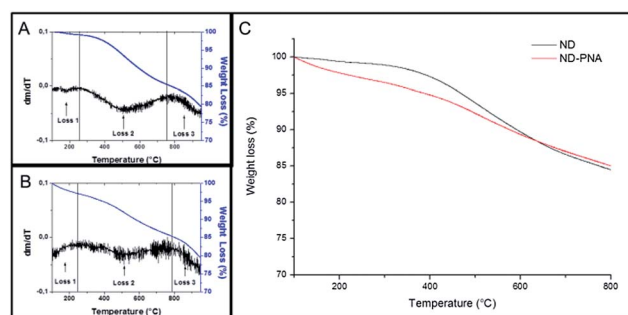 A
0,1
0,0
-0,1
dm/dT
Loss 1
Loss 2
Loss 3
200 400 600 800
Temperature (°C)
100
95
90
85
80
75
70
Weight Loss (%)
B
0,1
0,0
-0,1
dm/dT
Loss 1
Loss 2
Loss 3
200 400 600 800
Temperature (°C)
100
95
90
85
80
75
70
Weight Loss (%)
C
ND
ND-PNA
105
100
95
90
85
80
75
70
Weight loss (%)
200 400 600 800
Temperature (°C)